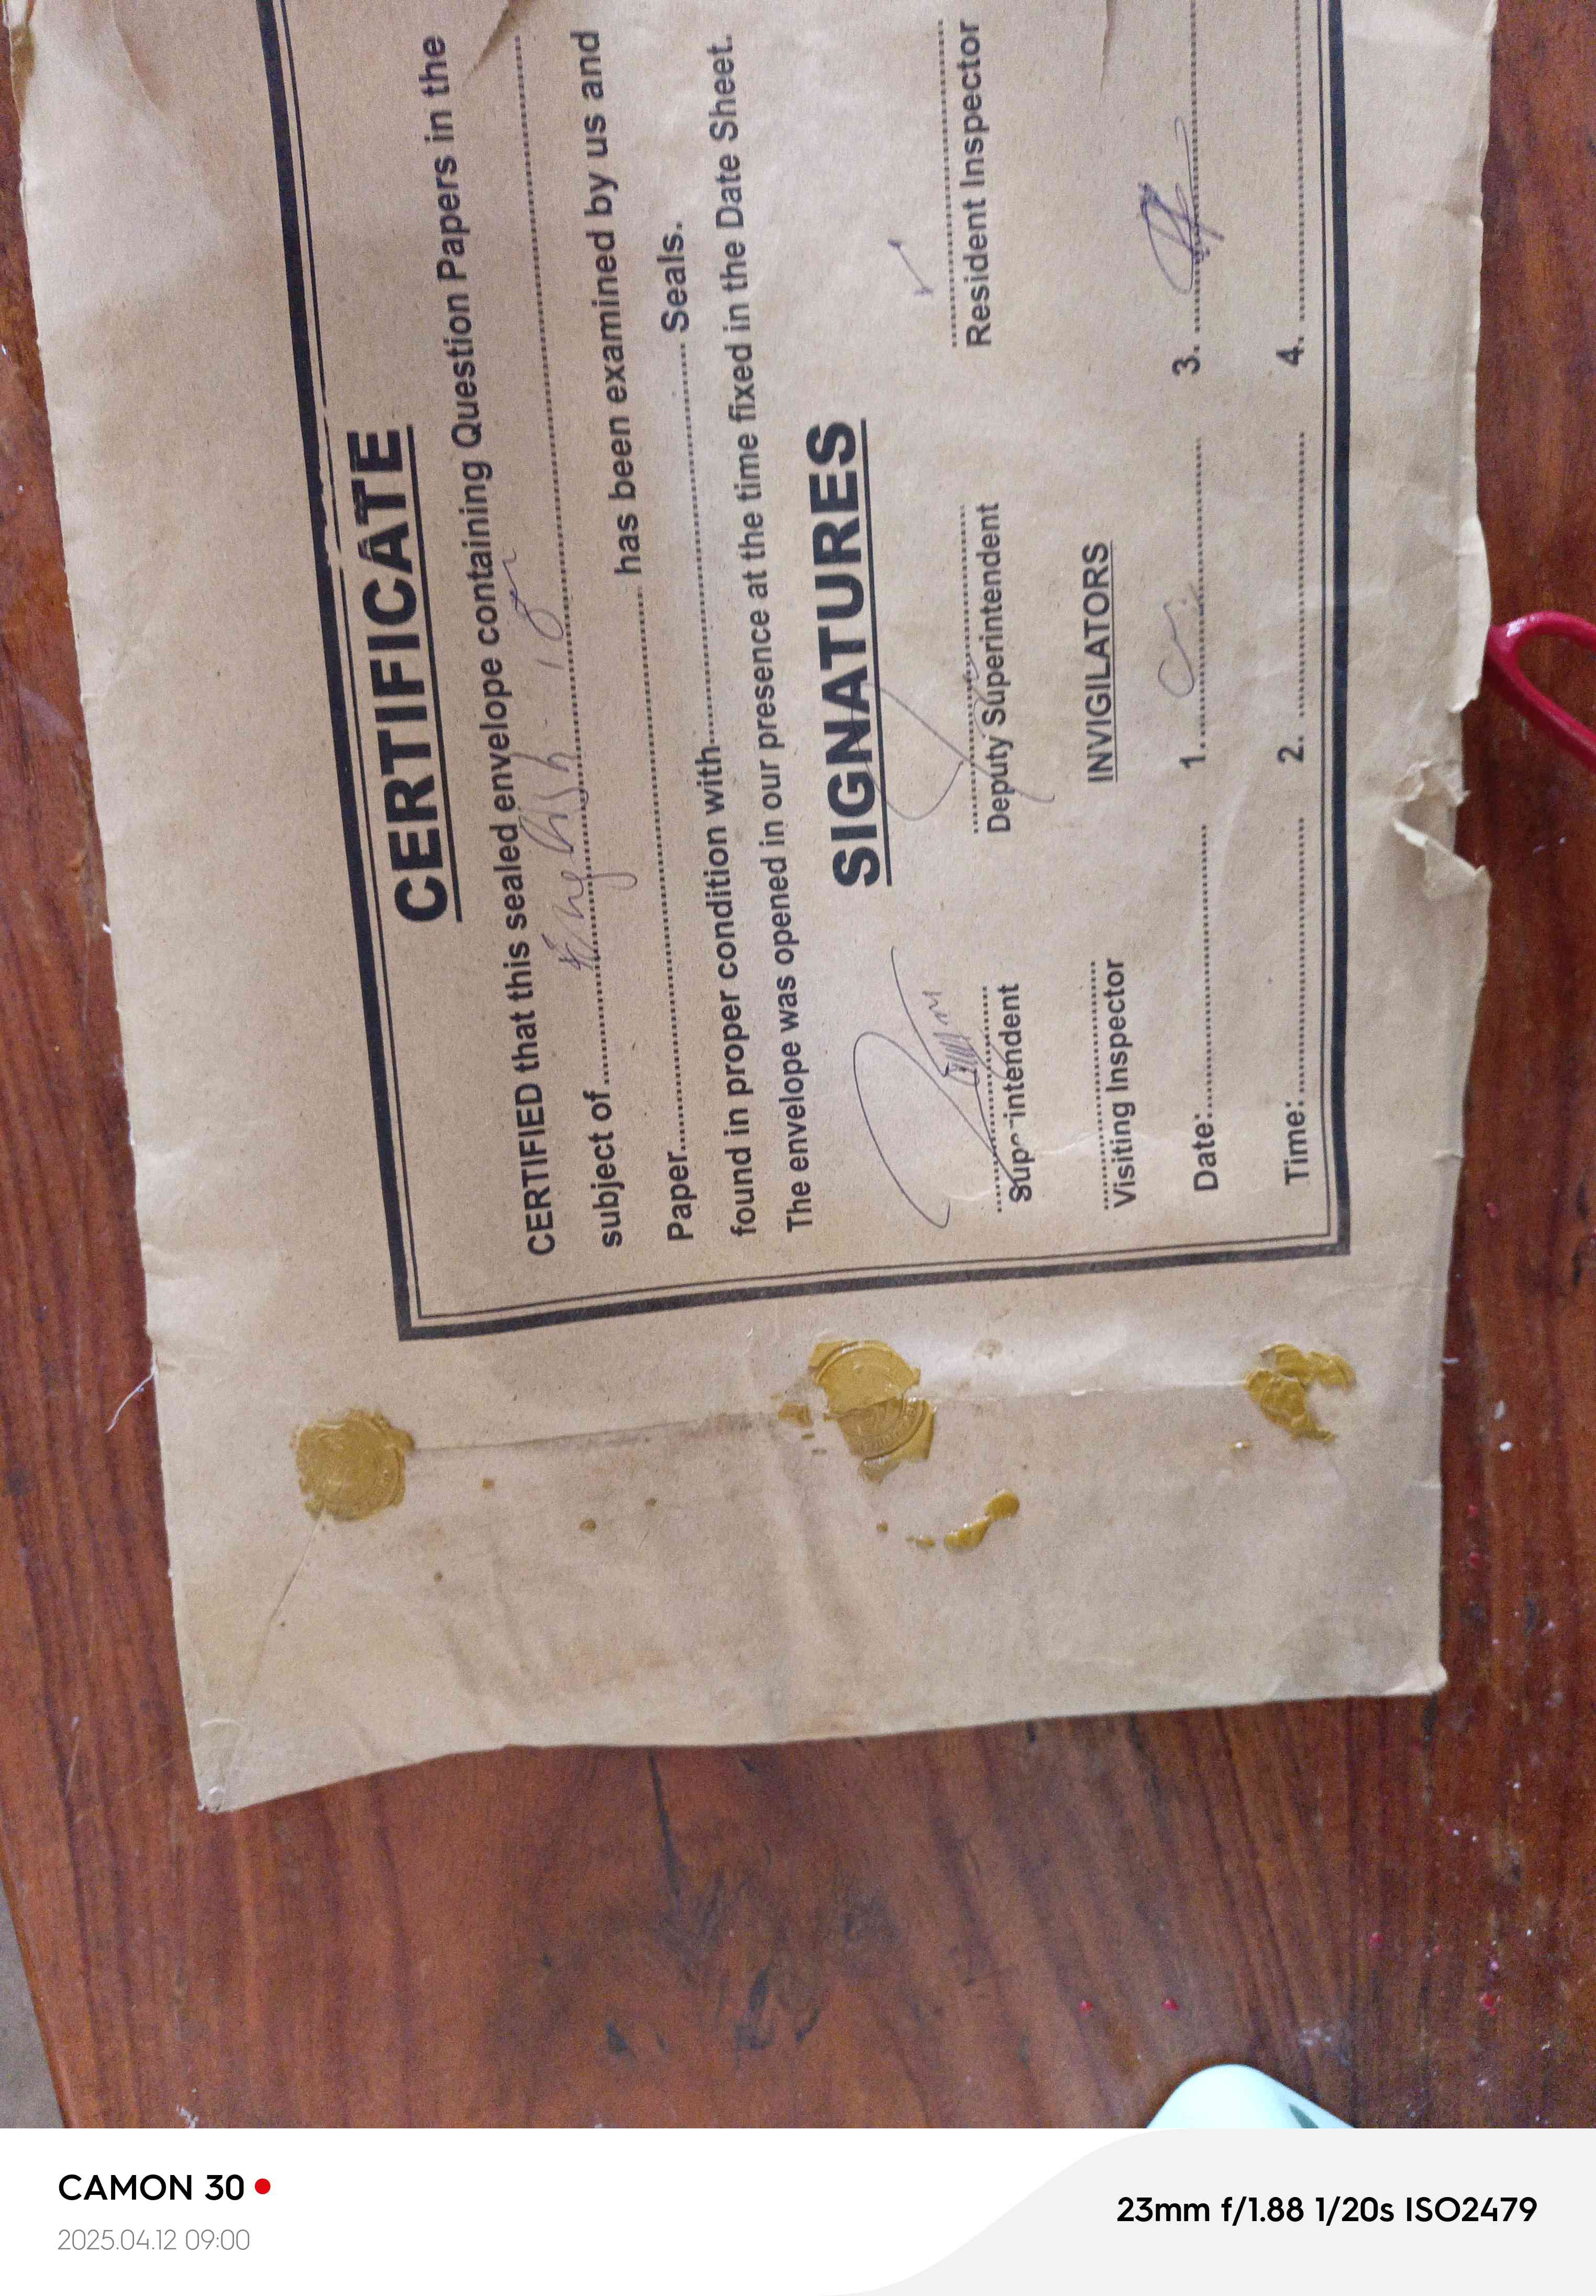 CERTIFICATE
CERTIFIED that this sealed envelope containing Question Papers in the
subject of........English - 10th........
Paper........ has been examined by us and
found in proper condition with........ Seals.
The envelope was opened in our presence at the time fixed in the Date Sheet.
SIGNATURES
Superintendent
Deputy Superintendent
Resident Inspector
Visiting Inspector
INVIGILATORS
Date:........
1.........
3.........
Time:........
2.........
4.........
CAMON 30
2025.04.12 09:00
23mm f/1.88 1/20s ISO2479